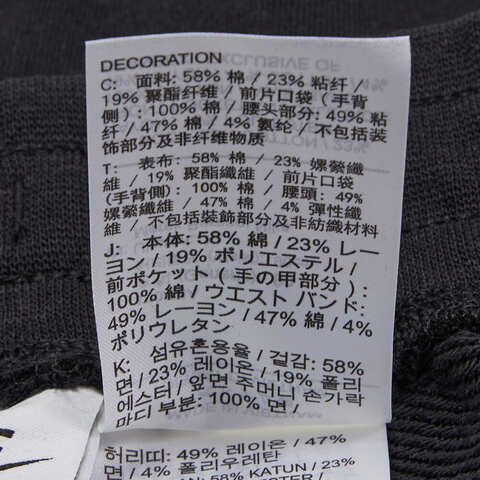 DECORATION
C: 面料: 58% 棉 / 23% 粘纤 /
19% 聚酯纤维 / 前片口袋 (手背
侧) : 100% 棉 / 腰头部分: 49% 粘
纤 / 47% 棉 / 4% 氨纶 / 不包括装
饰部分及非纤维物质
T: 表布: 58% 棉 / 23% 嫘縈纖
維 / 19% 聚酯纖維 / 前片口袋
(手背側) : 100% 棉 / 腰頭: 49%
嫘縈纖維 / 47% 棉 / 4% 彈性纖
維 / 不包括裝飾部分及非紡織材料
J: 本体: 58% 綿 / 23% レー
ヨン / 19% ポリエステル /
前ポケット (手の甲部分) :
100% 綿 / ウエストバンド:
49% レーヨン / 47% 綿 / 4%
ポリウレタン
K: 섬유혼용율 / 겉감: 58%
면 / 23% 레이온 / 19% 폴리
에스터 / 앞면 주머니 손가락
마디 부분: 100% 면 /
허리띠: 49% 레이온 / 47%
면 / 4% 폴리우레탄
58% KATUN / 23%